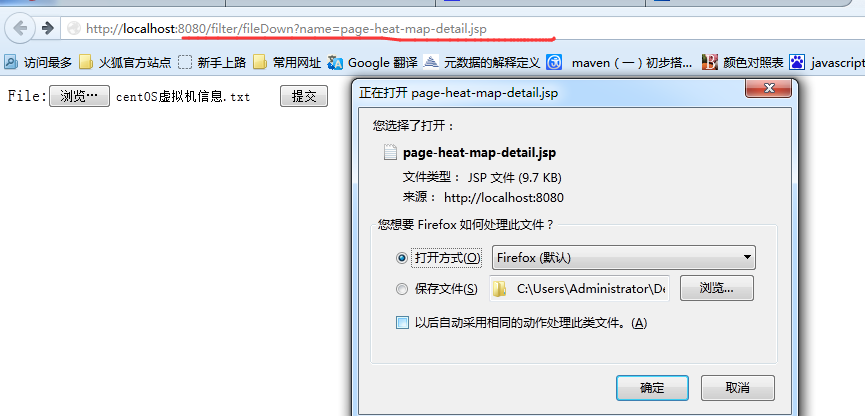 http://localhost:8080/filter/fileDown?name=page-heat-map-detail.jsp
访问最多 火狐官方站点 新手上路 常用网址 Google 翻译 元数据的解释定义 maven（一）初步搭... 颜色对照表 javascript
File: 浏览… centOS虚拟机信息.txt 提交
正在打开 page-heat-map-detail.jsp
您选择了打开：
page-heat-map-detail.jsp
文件类型： JSP 文件 (9.7 KB)
来源： http://localhost:8080
您想要 Firefox 如何处理此文件？
打开方式(O) Firefox (默认)
保存文件(S) C:\Users\Administrator\De 浏览...
以后自动采用相同的动作处理此类文件。(A)
确定 取消